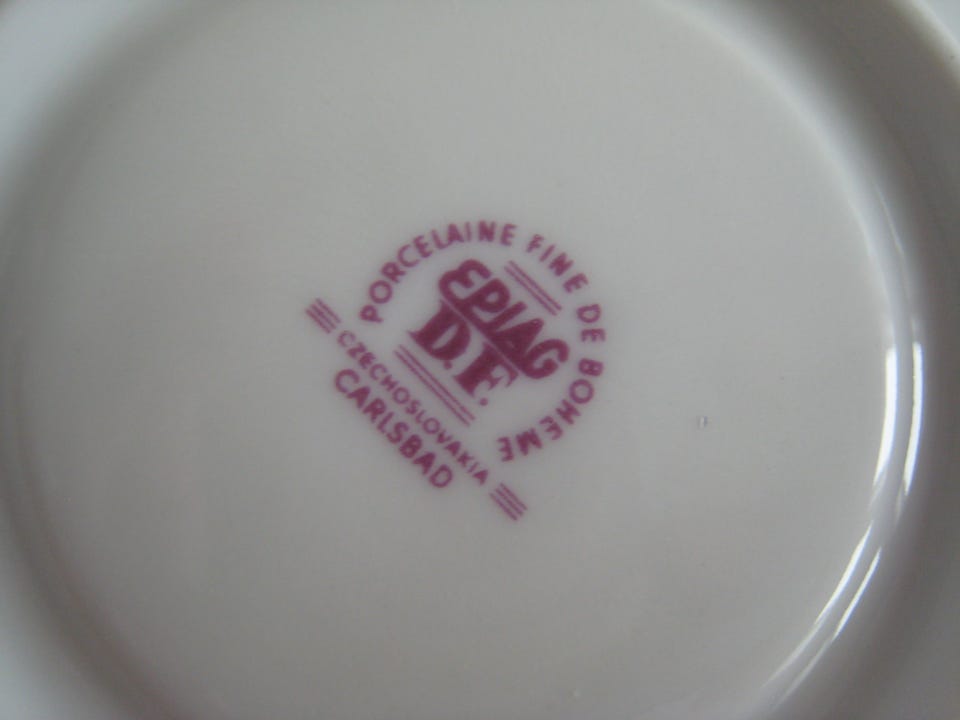 PORCELAINE FINE DE BOHEME
EPIAG
D.F.
CZECHOSLOVAKIA
CARLSBAD